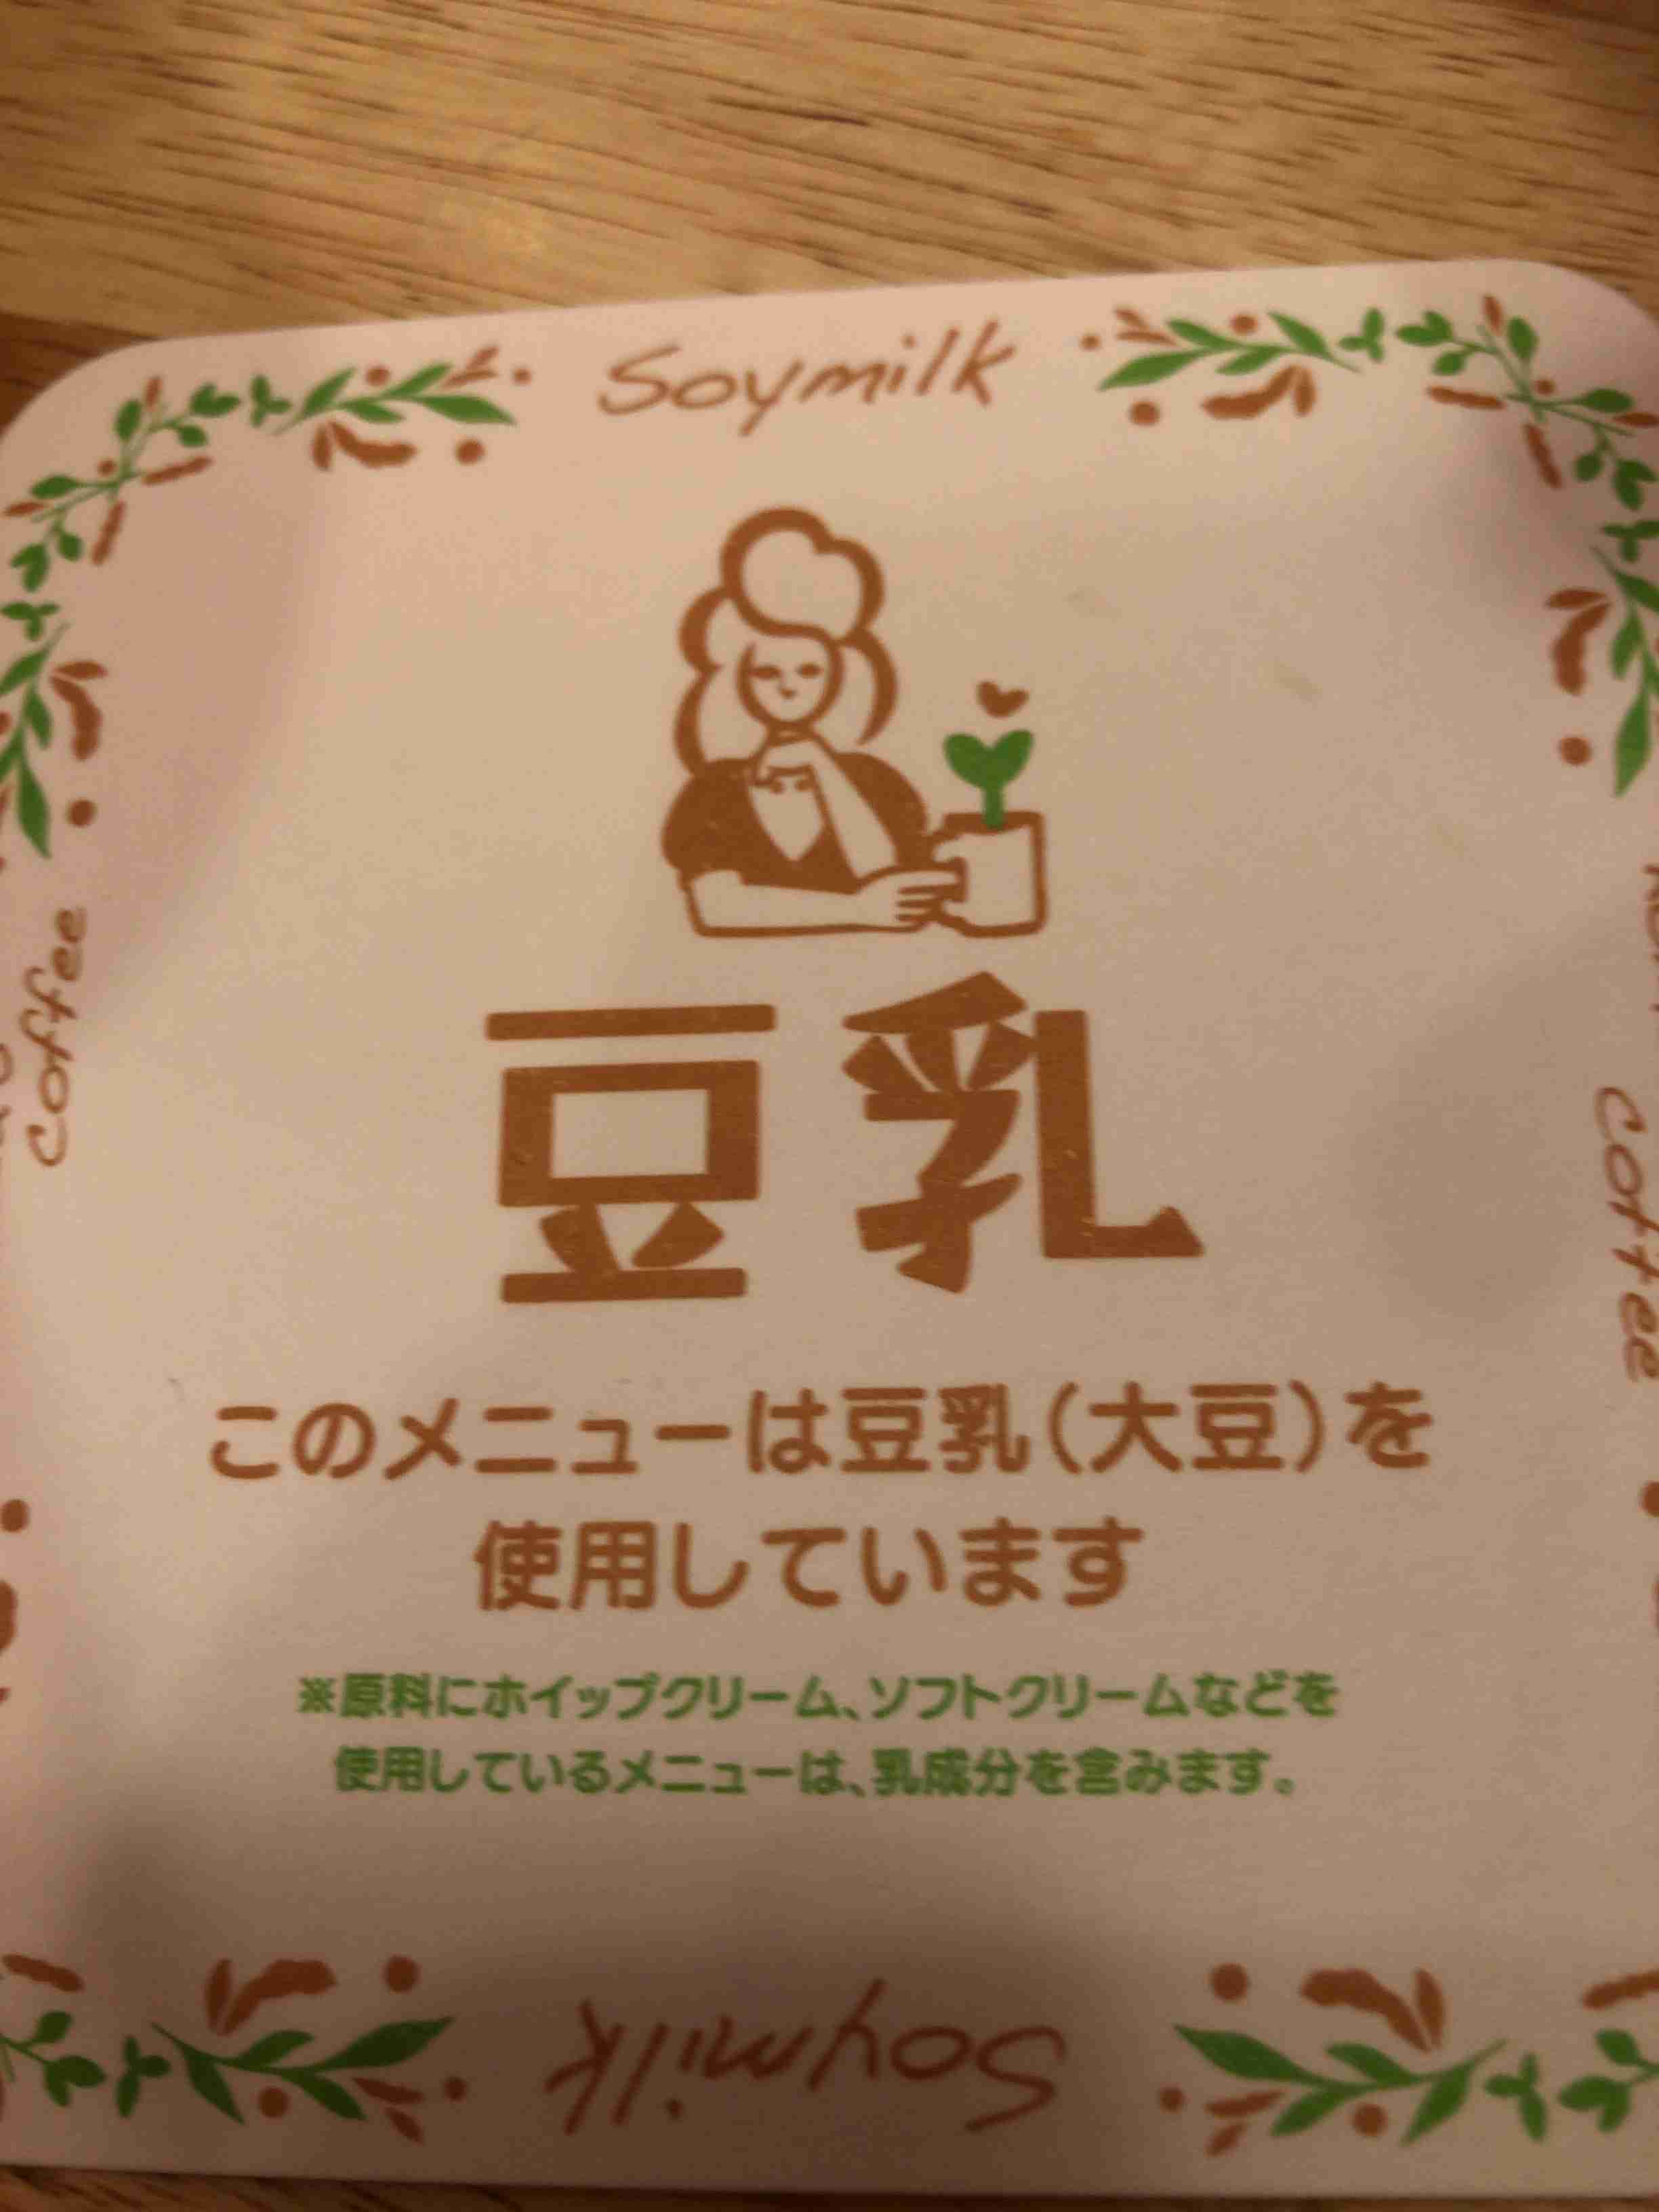 Soymilk
Coffee
豆乳
このメニューは豆乳(大豆)を
使用しています
※原料にホイップクリーム、ソフトクリームなどを
使用しているメニューは、乳成分を含みます。
Coffee
Soymilk